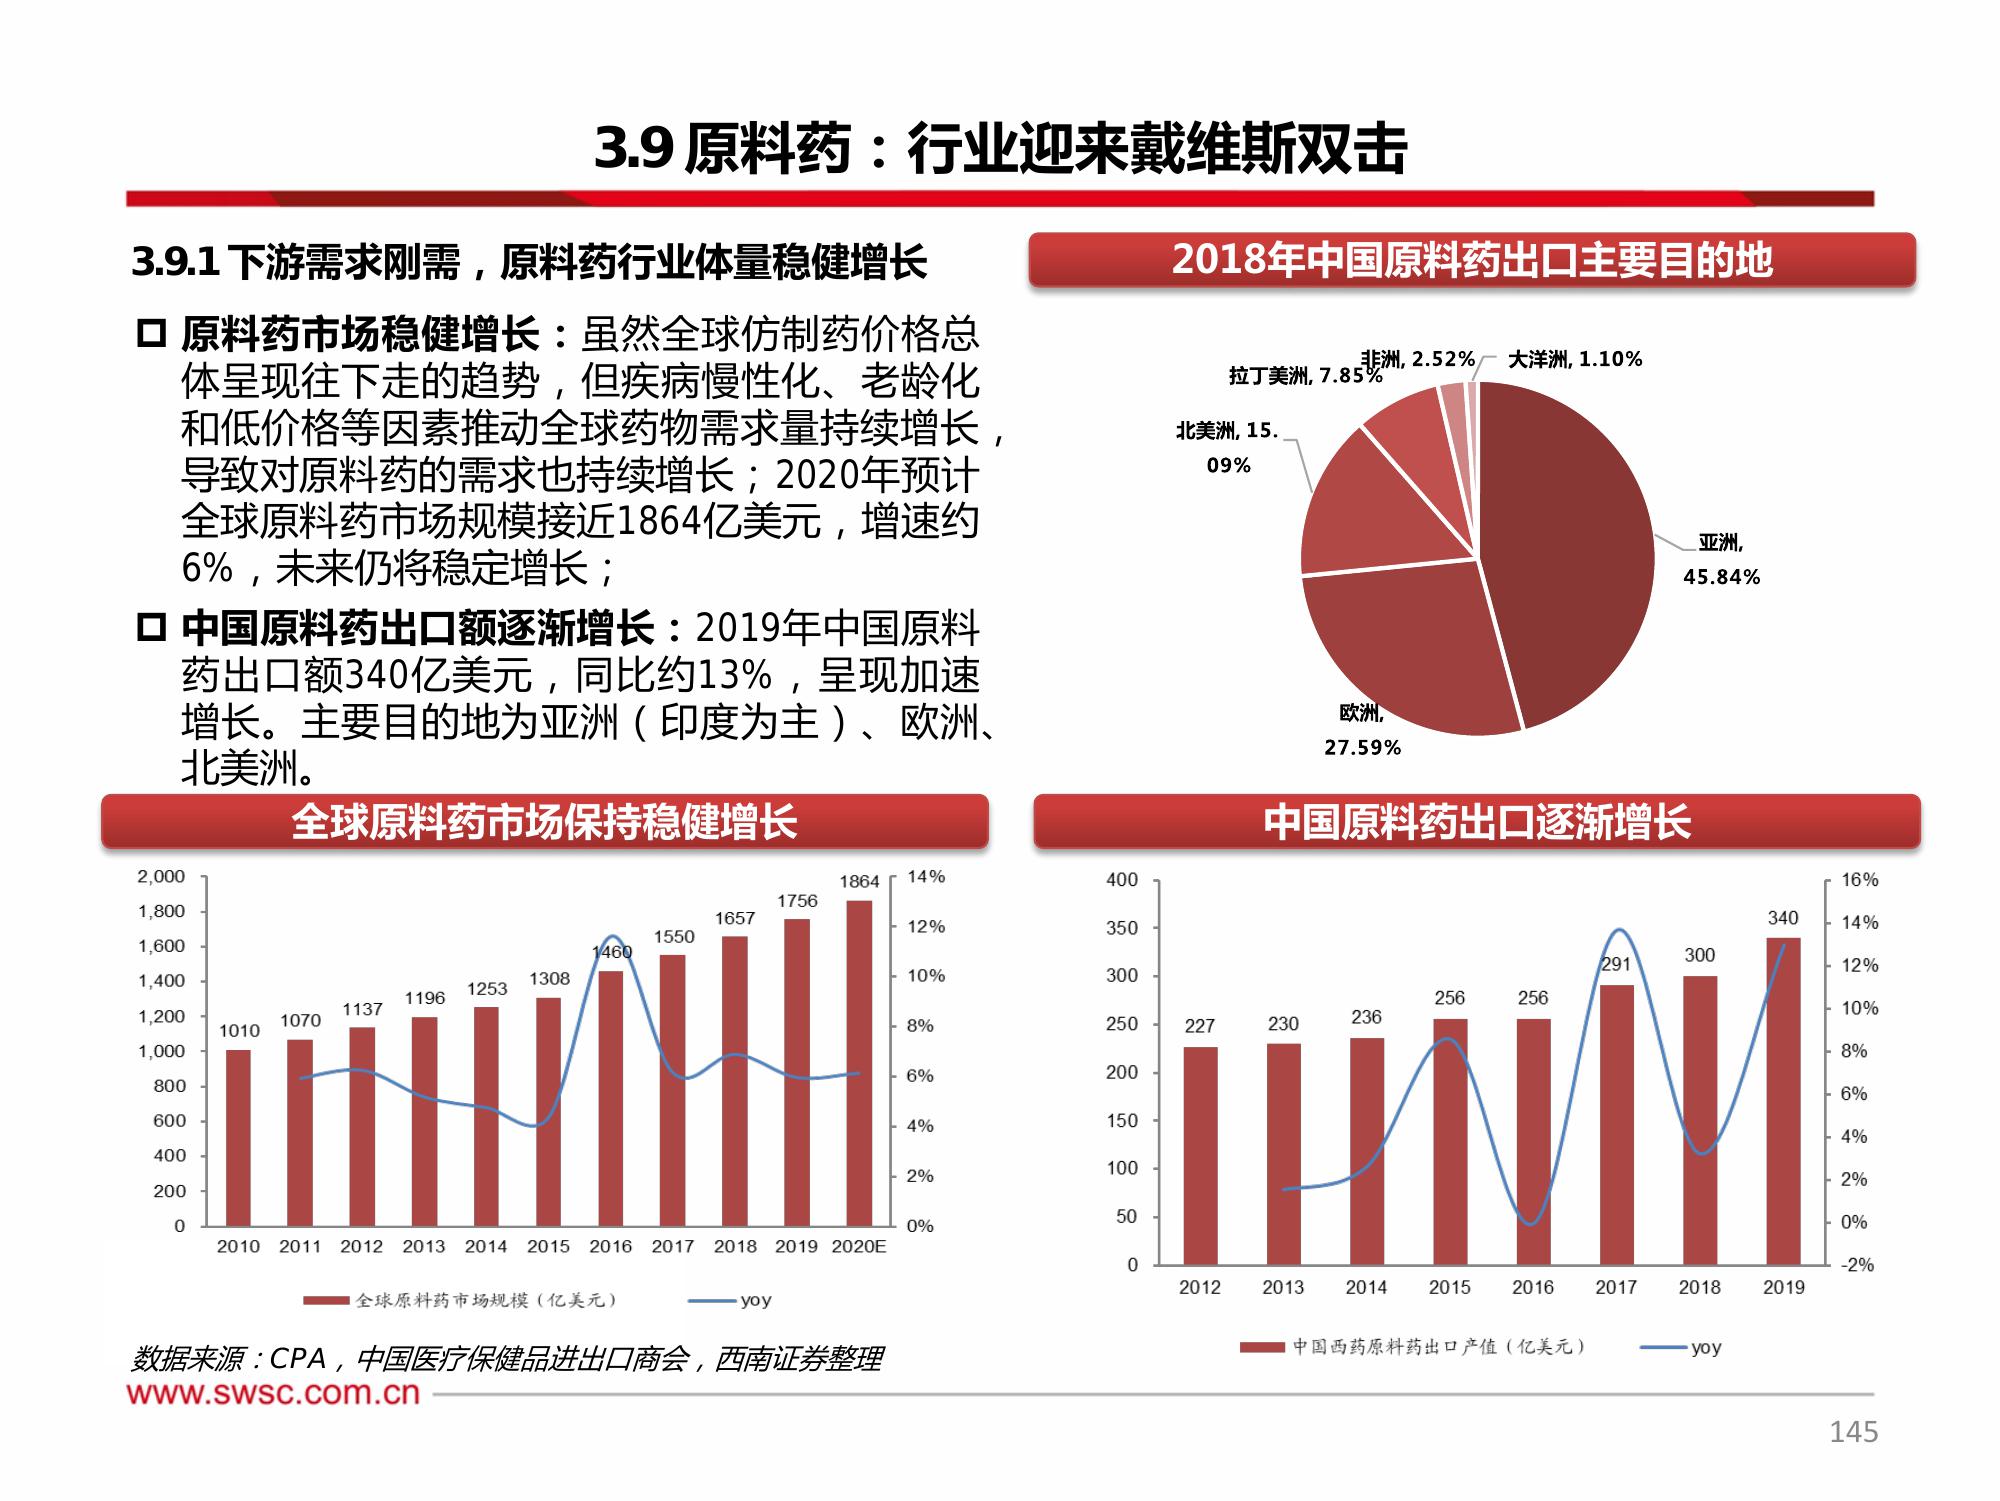 3.9 原料药：行业迎来戴维斯双击
3.9.1 下游需求刚需，原料药行业体量稳健增长
原料药市场稳健增长：虽然全球仿制药价格总
体呈现往下走的趋势，但疾病慢性化、老龄化
和低价格等因素推动全球药物需求量持续增长，
导致对原料药的需求也持续增长；2020年预计
全球原料药市场规模接近1864亿美元，增速约
6%，未来仍将稳定增长；
中国原料药出口额逐渐增长：2019年中国原料
药出口额340亿美元，同比约13%，呈现加速
增长。主要目的地为亚洲（印度为主）、欧洲、
北美洲。
2018年中国原料药出口主要目的地
非洲, 2.52%
大洋洲, 1.10%
拉丁美洲, 7.85%
北美洲, 15.
09%
亚洲,
45.84%
欧洲,
27.59%
全球原料药市场保持稳健增长
2,000
1,800
1,600
1,400
1,200
1,000
800
600
400
200
0
1010
1070
1137
1196
1253
1308
1460
1550
1657
1756
1864
14%
12%
10%
8%
6%
4%
2%
0%
2010 2011 2012 2013 2014 2015 2016 2017 2018 2019 2020E
全球原料药市场规模（亿美元） yoy
中国原料药出口逐渐增长
400
350
300
250
200
150
100
50
0
227
230
236
256
256
291
300
340
16%
14%
12%
10%
8%
6%
4%
2%
0%
-2%
2012 2013 2014 2015 2016 2017 2018 2019
中国西药原料药出口产值（亿美元） yoy
数据来源：CPA，中国医疗保健品进出口商会，西南证券整理
www.swsc.com.cn
145